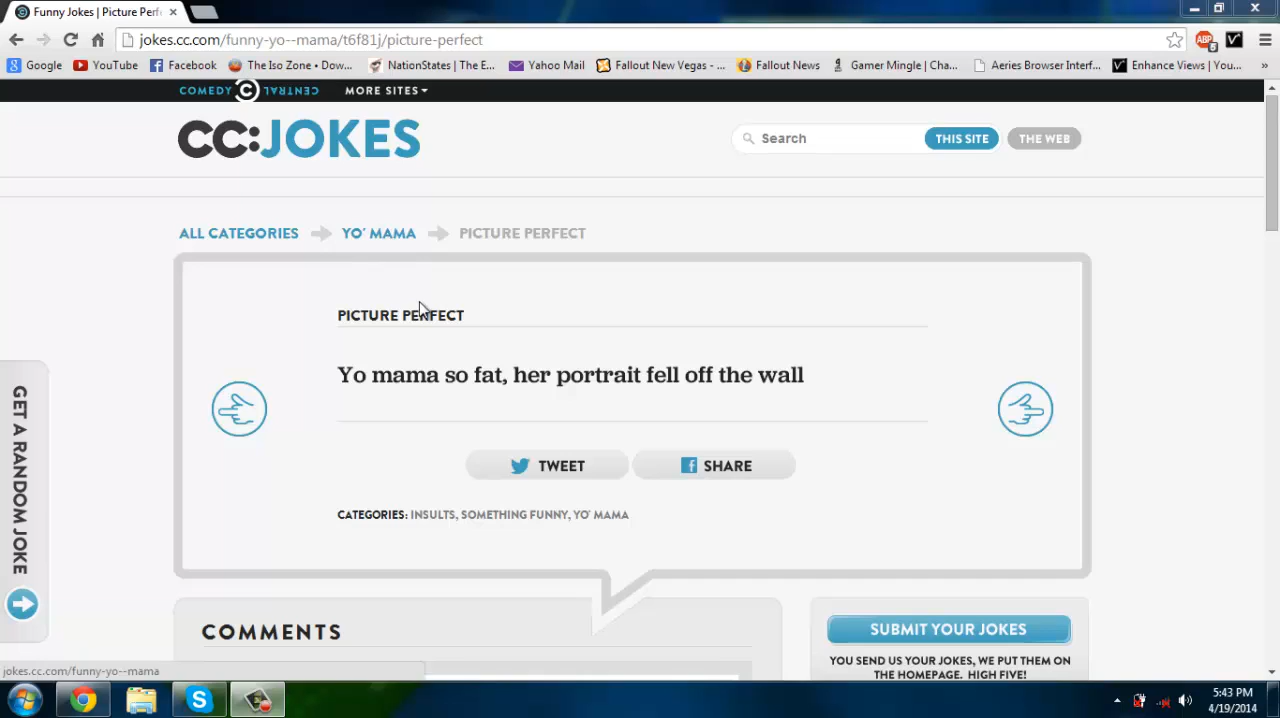 Funny Jokes | Picture Perf
jokes.cc.com/funny-yo--mama/t6f81j/picture-perfect
ABP
5
Google
YouTube
Facebook
The Iso Zone • Dow...
NationStates | The E...
Yahoo Mail
Fallout New Vegas - ...
Fallout News
Gamer Mingle | Cha...
Aeries Browser Interf...
Enhance Views | You...
»
COMEDY CENTRAL
MORE SITES
CC:JOKES
Search
THIS SITE
THE WEB
ALL CATEGORIES
YO' MAMA
PICTURE PERFECT
PICTURE PERFECT
Yo mama so fat, her portrait fell off the wall
TWEET
SHARE
CATEGORIES: INSULTS, SOMETHING FUNNY, YO' MAMA
GET A RANDOM JOKE
COMMENTS
SUBMIT YOUR JOKES
YOU SEND US YOUR JOKES, WE PUT THEM ON
THE HOMEPAGE. HIGH FIVE!
jokes.cc.com/funny-yo--mama
5:43 PM
4/19/2014